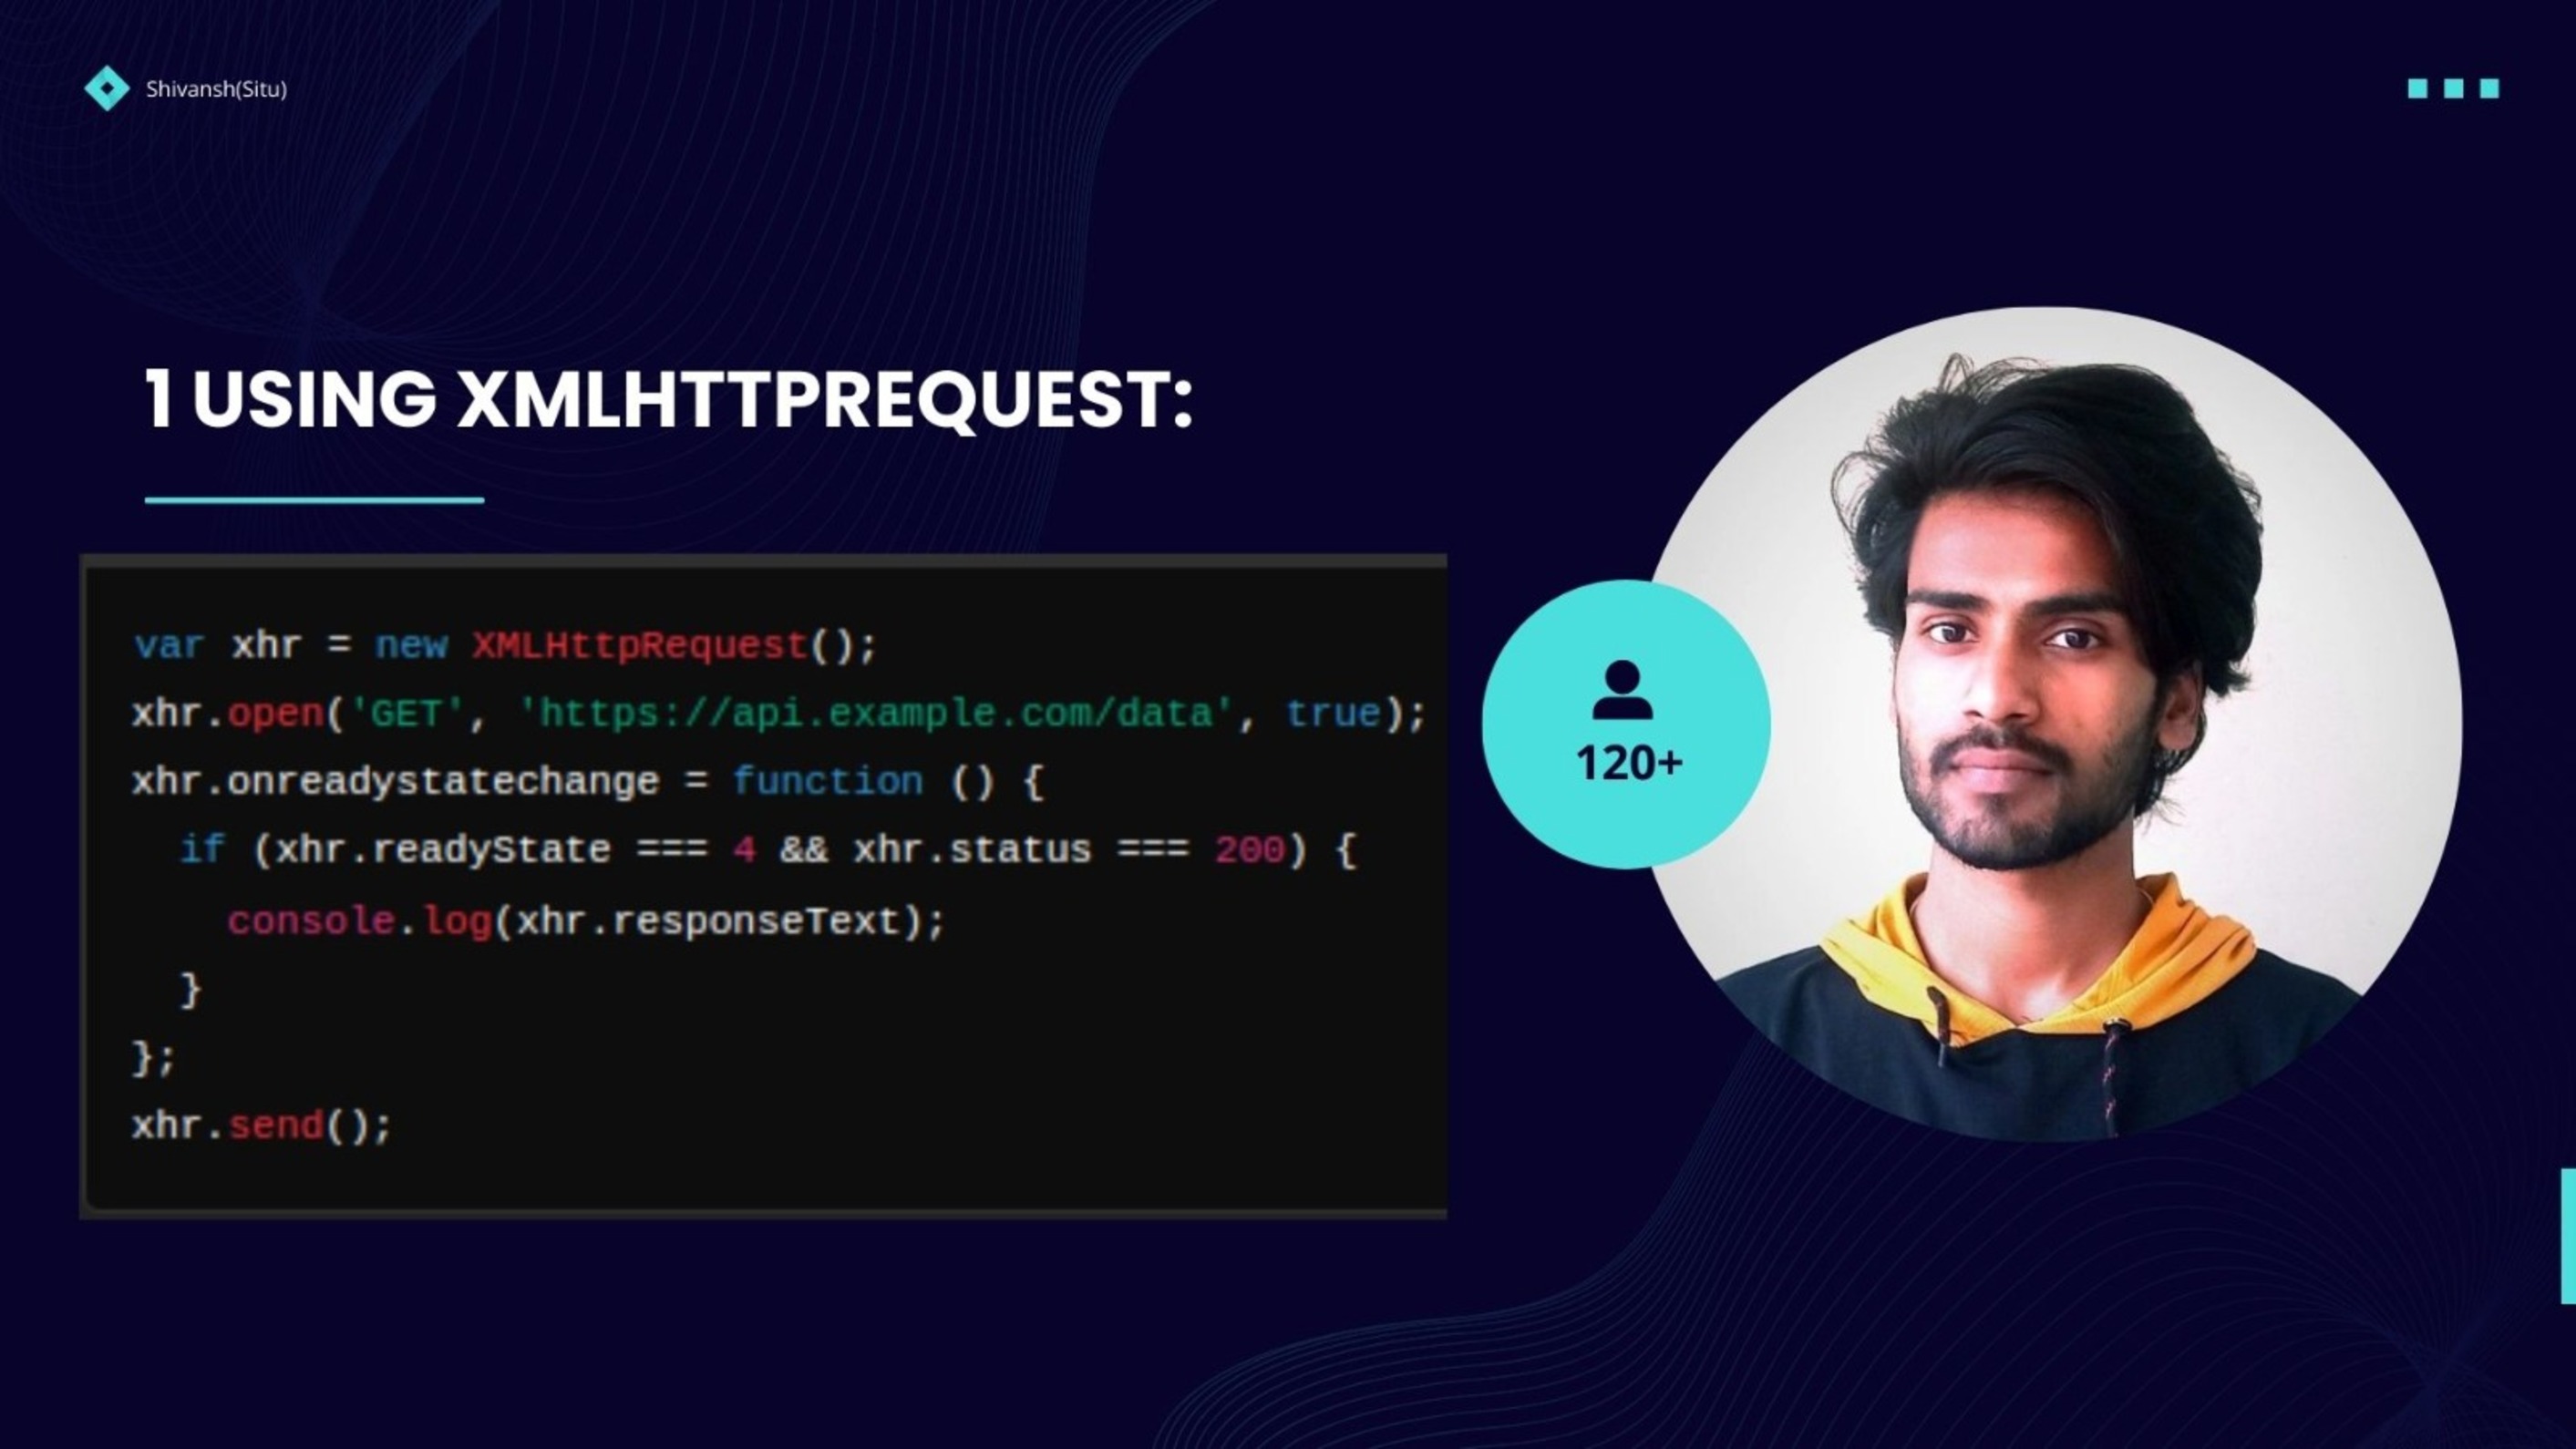 Shivansh(Situ)
1 USING XMLHTTPREQUEST:
var xhr = new XMLHttpRequest();
xhr.open('GET', 'https://api.example.com/data', true);
xhr.onreadystatechange = function () {
  if (xhr.readyState === 4 && xhr.status === 200) {
    console.log(xhr.responseText);
  }
};
xhr.send();
120+